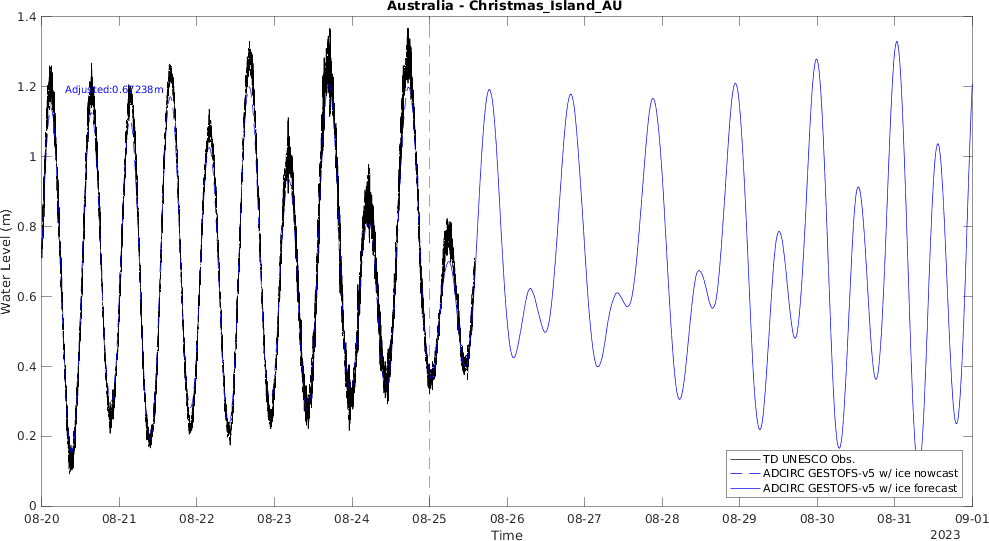 Australia - Christmas_Island_AU
1.4
1.2
1
0.8
0.6
0.4
0.2
0
Water Level (m)
Adjusted:0.67238m
TD UNESCO Obs.
ADCIRC GESTOFS-v5 w/ ice nowcast
ADCIRC GESTOFS-v5 w/ ice forecast
08-20 08-21 08-22 08-23 08-24 08-25 08-26 08-27 08-28 08-29 08-30 08-31 09-01
Time
2023